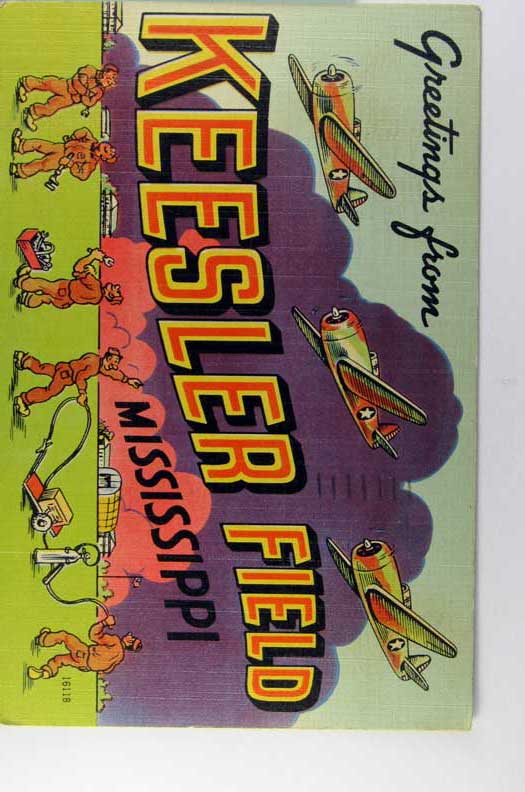 Greetings from
KEESLER FIELD
MISSISSIPPI
16118